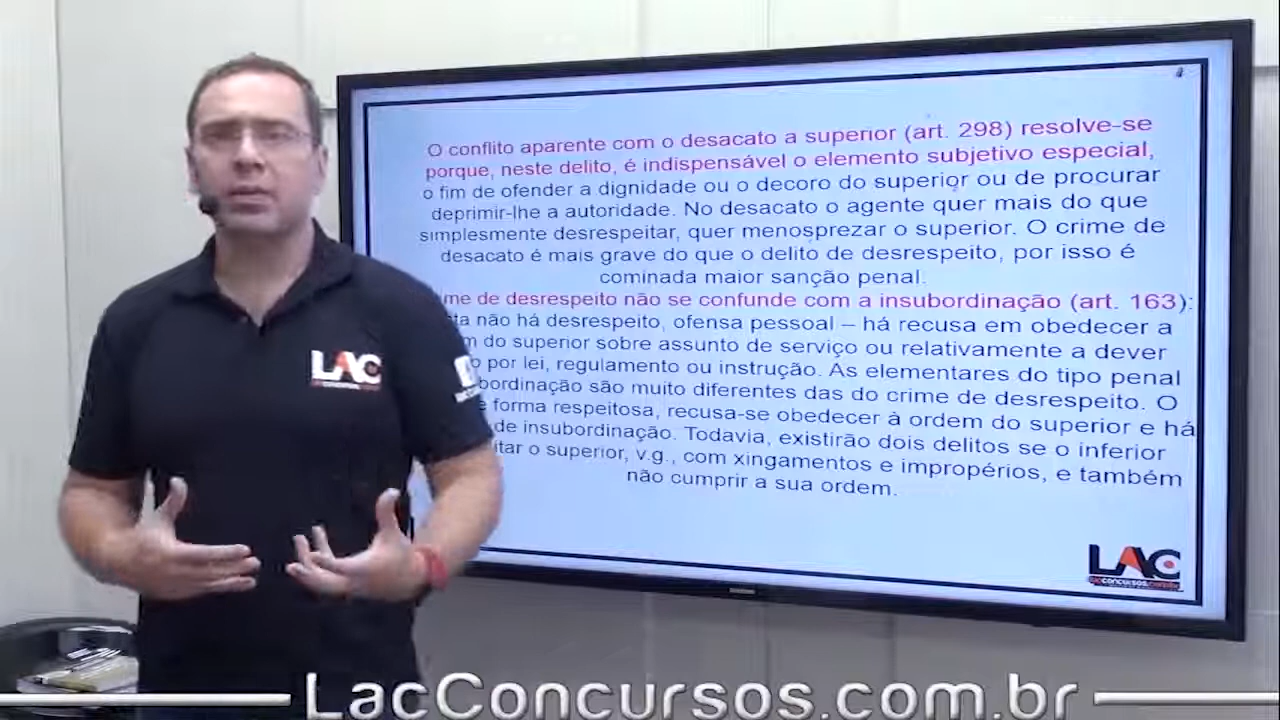 O conflito aparente com o desacato a superior (art. 298) resolve-se
porque, neste delito, é indispensável o elemento subjetivo especial,
o fim de ofender a dignidade ou o decoro do superior ou de procurar
deprimir-lhe a autoridade. No desacato o agente quer mais do que
simplesmente desrespeitar, quer menosprezar o superior. O crime de
desacato é mais grave do que o delito de desrespeito, por isso é
cominada maior sanção penal.
me de desrespeito não se confunde com a insubordinação (art. 163):
ta não há desrespeito, ofensa pessoal – há recusa em obedecer a
m do superior sobre assunto de serviço ou relativamente a dever
o por lei, regulamento ou instrução. As elementares do tipo penal
bordinação são muito diferentes das do crime de desrespeito. O
e forma respeitosa, recusa-se obedecer à ordem do superior e há
de insubordinação. Todavia, existirão dois delitos se o inferior
itar o superior, v.g., com xingamentos e impropérios, e também
não cumprir a sua ordem.
LAC
LAC
lacconcursos.com.br
LacConcursos.com.br